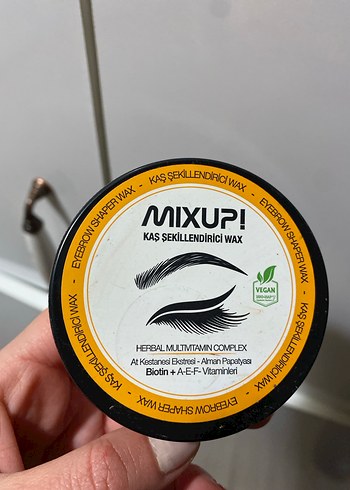 KAŞ ŞEKİLLENDİRİCİ WAX - EYEBROW SHAPER WAX - KAŞ ŞEKİLLENDİRİCİ WAX - EYEBROW SHAPER WAX - KAŞ ŞEKİLLENDİRİCİ WAX - EYEBROW SHAPER WAX -
MIXUP!
KAŞ ŞEKİLLENDİRİCİ WAX
VEGAN
HERBAL MULTIVITAMIN COMPLEX
At Kestanesi Ekstresi - Alman Papatyası
Biotin + A-E-F- Vitaminleri